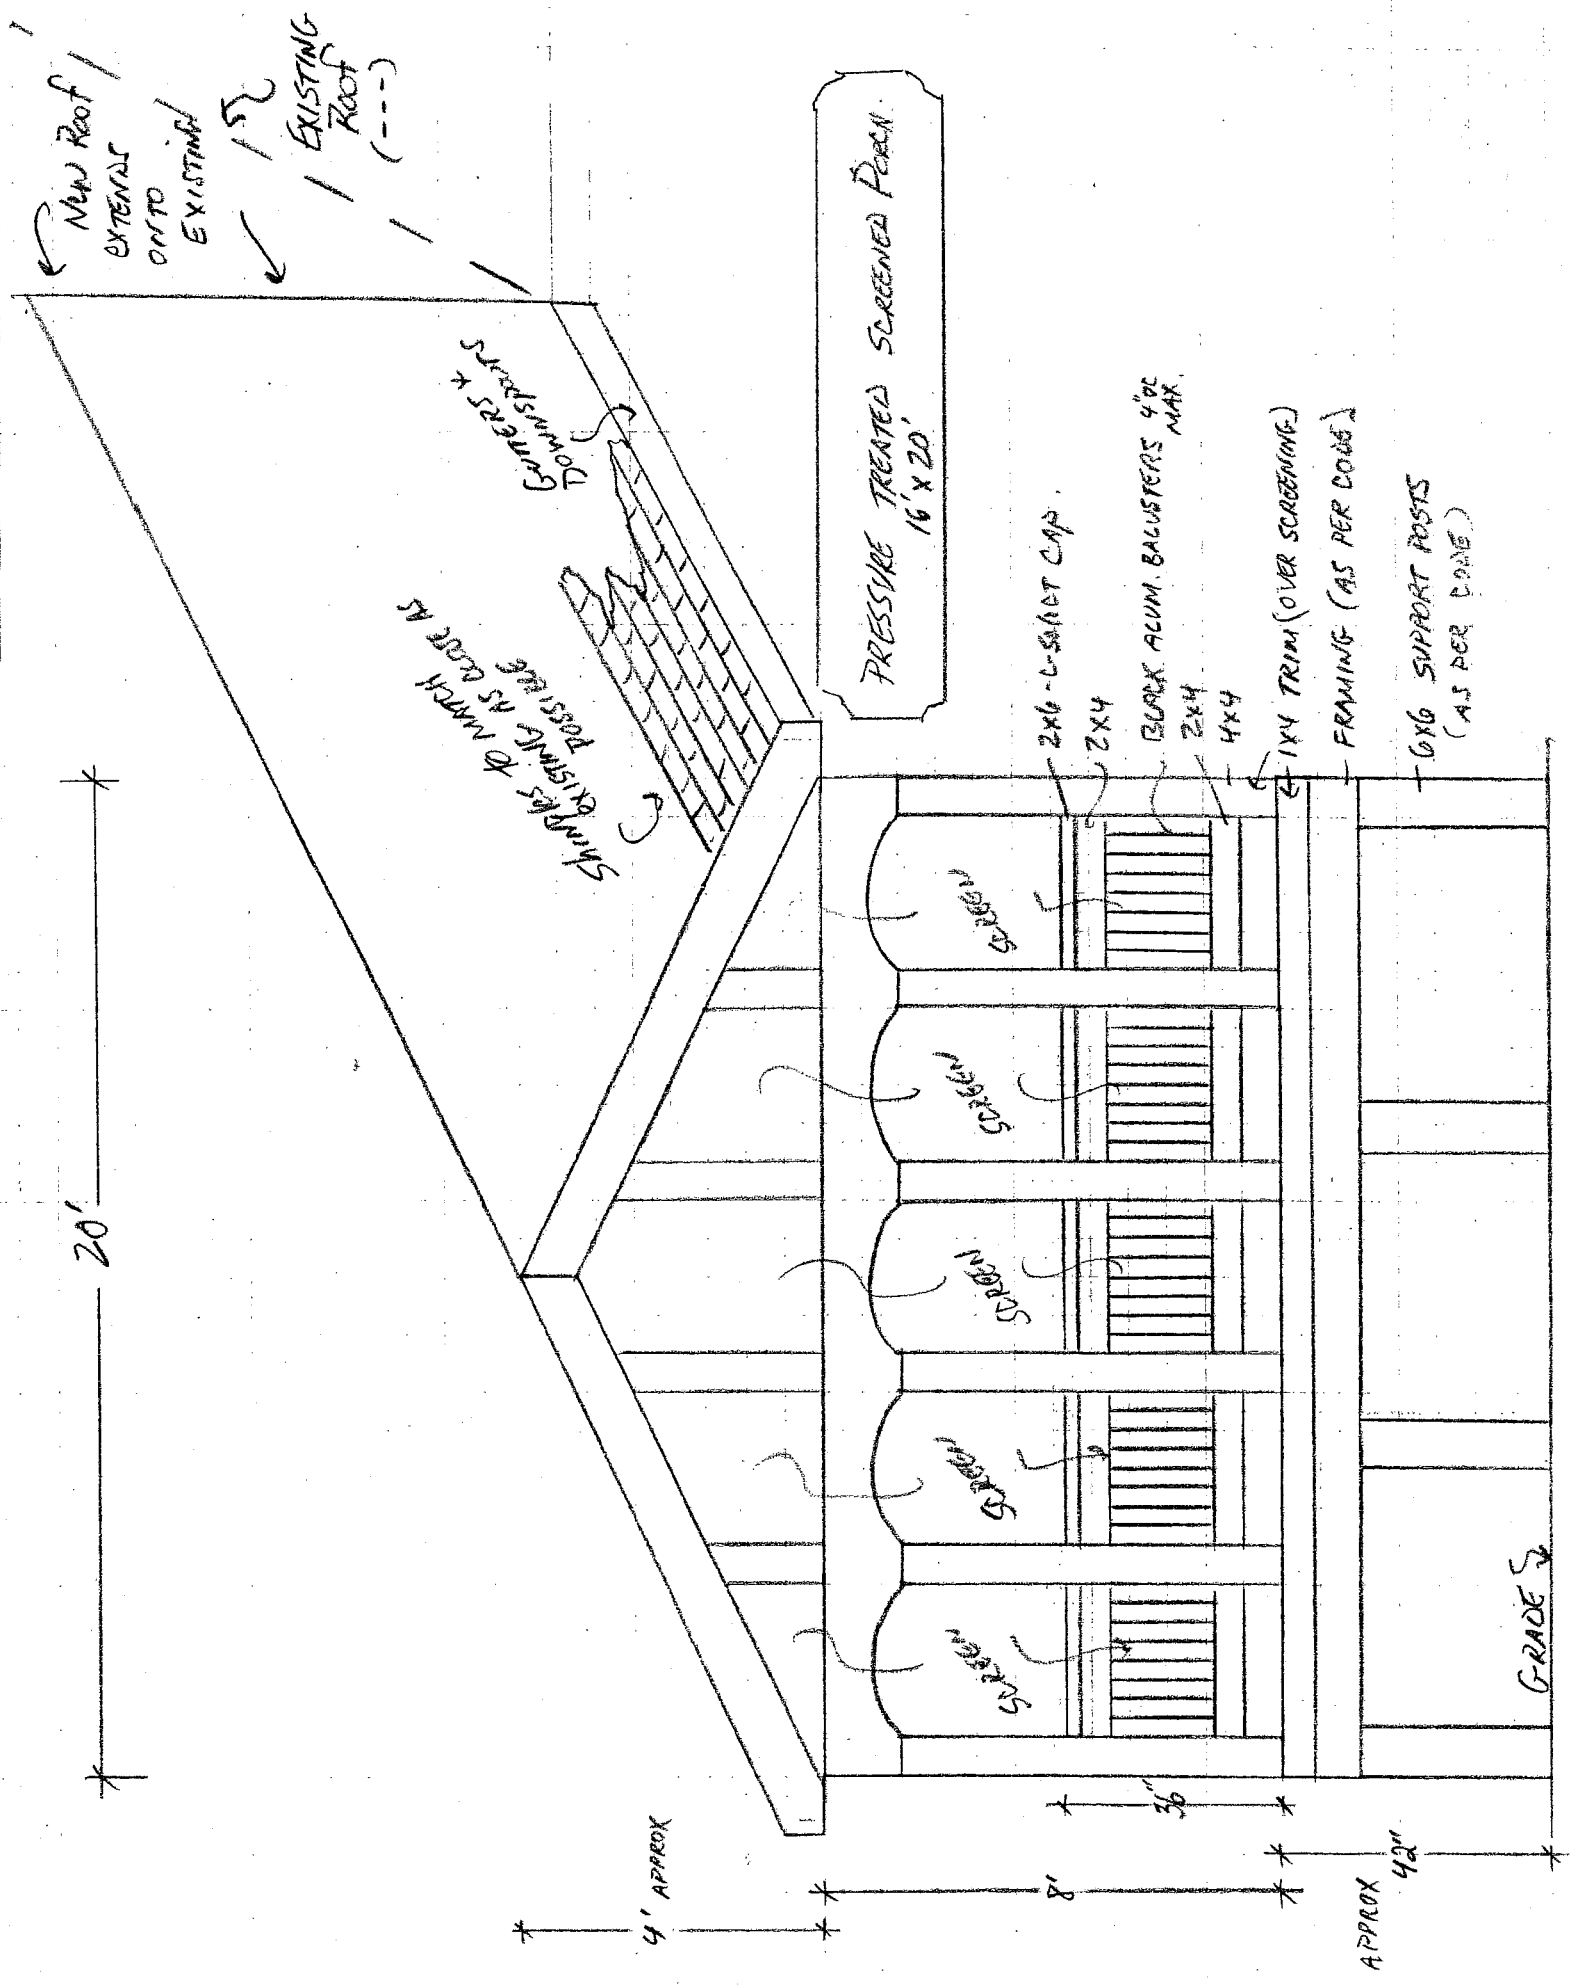 New Roof
extends
onto
existing
Existing
Roof
(---)
20'
Gutters +
Downspouts
Shingles to match
existing as close as
possible
PRESSURE TREATED SCREENED PORCH.
16' x 20'
4' APPROX
8'
36"
APPROX
42"
SCREEN
SCREEN
SCREEN
SCREEN
SCREEN
2x6 CAP.
2x4
BLACK ALUM. BALUSTERS 4"OC
MAX.
2x4
4x4
1x4 TRIM (OVER SCREENING)
FRAMING (AS PER CODE)
6x6 SUPPORT POSTS
(AS PER CODE)
GRADE